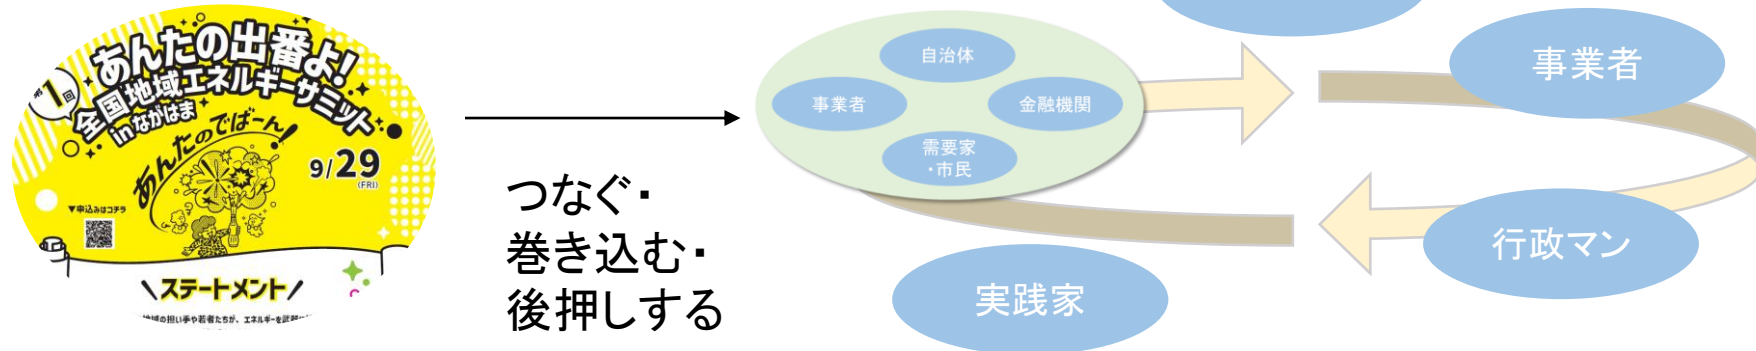 第1回
あんたの出番よ!
全国地域エネルギーサミット
inながはま
あんたのでばーん!
9/29
(FRI)
▼申込みはコチラ
ステートメント
つなぐ・
巻き込む・
後押しする
自治体
事業者
金融機関
需要家
・市民
事業者
行政マン
実践家